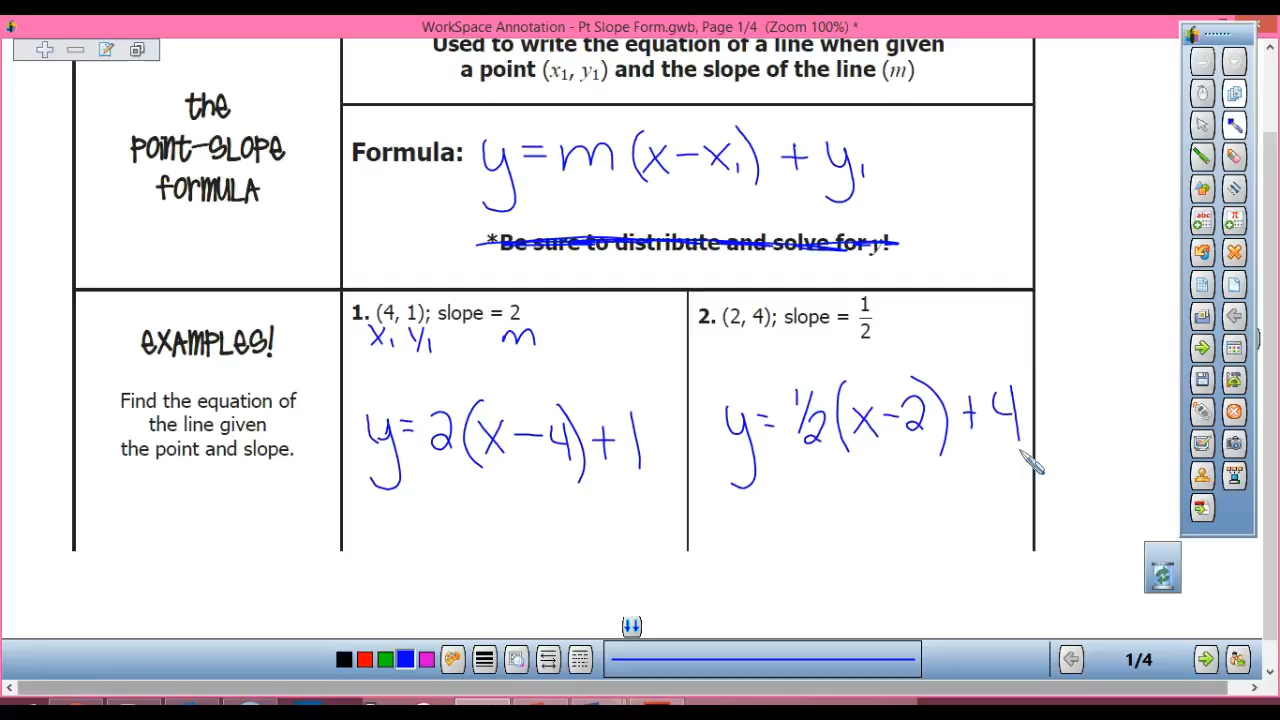 WorkSpace Annotation - Pt Slope Form.gwb, Page 1/4 (Zoom 100%) *
Used to write the equation of a line when given
a point (x₁, y₁) and the slope of the line (m)
the
POINT-SLOPE
FORMULA
Formula: y = m (x - x₁) + y₁
*Be sure to distribute and solve for y!
EXAMPLES!
Find the equation of
the line given
the point and slope.
1. (4, 1); slope = 2
x₁ y₁ m
y = 2(x - 4) + 1
2. (2, 4); slope = 1/2
y = 1/2(x - 2) + 4
abc
π
1/4